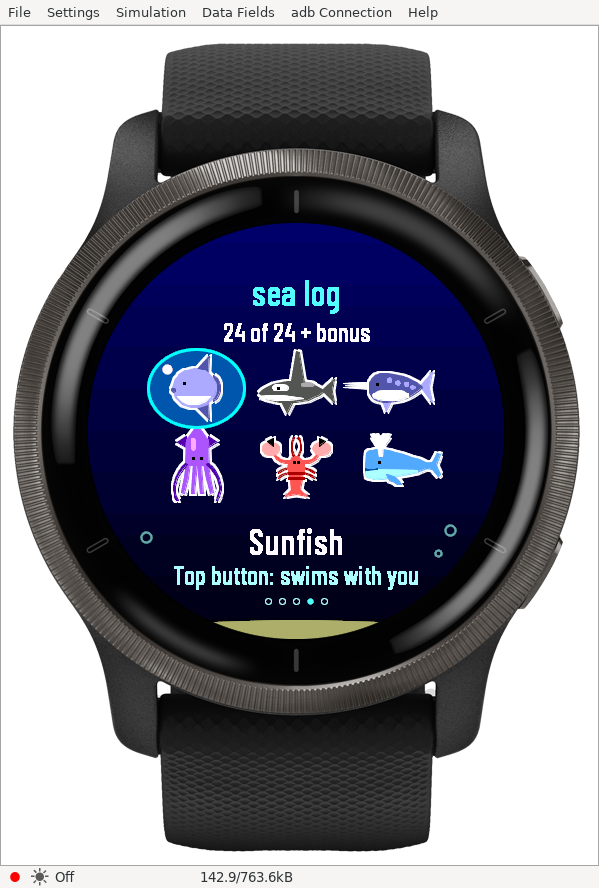 File Settings Simulation Data Fields adb Connection Help
sea log
24 of 24 + bonus
Sunfish
Top button: swims with you
Off 142.9/763.6kB